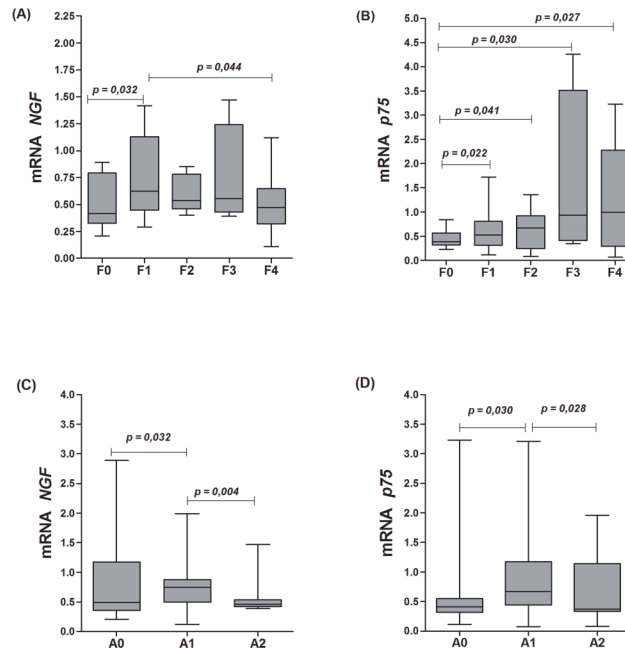 (A)
mRNA NGF
2.25
2.00
1.75
1.50
1.25
1.00
0.75
0.50
0.25
0.00
p = 0,032
p = 0,044
F0 F1 F2 F3 F4
(B)
mRNA p75
5.0
4.5
4.0
3.5
3.0
2.5
2.0
1.5
1.0
0.5
0.0
p = 0,027
p = 0,030
p = 0,041
p = 0,022
F0 F1 F2 F3 F4
(C)
mRNA NGF
4.0
3.5
3.0
2.5
2.0
1.5
1.0
0.5
0.0
p = 0,032
p = 0,004
A0 A1 A2
(D)
mRNA p75
4.0
3.5
3.0
2.5
2.0
1.5
1.0
0.5
0.0
p = 0,030
p = 0,028
A0 A1 A2